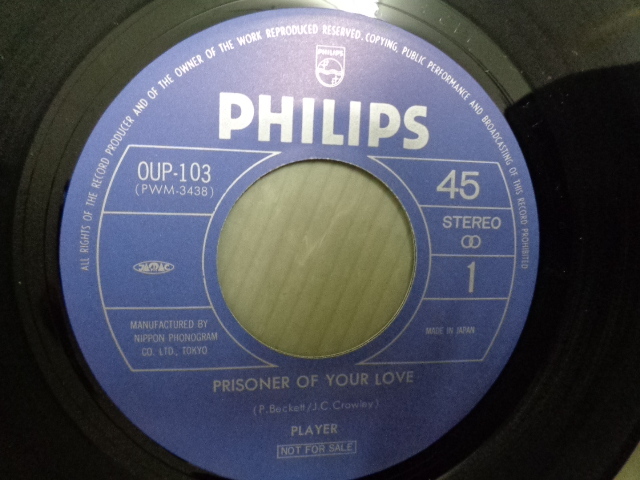 ALL RIGHTS OF THE RECORD PRODUCER AND OF THE OWNER OF THE WORK REPRODUCED RESERVED. COPYING, PUBLIC PERFORMANCE AND BROADCASTING OF THIS RECORD PROHIBITED
PHILIPS
PHILIPS
OUP-103
(PWM-3438)
45
STEREO
1
JASRAC
MANUFACTURED BY
NIPPON PHONOGRAM
CO. LTD., TOKYO
MADE IN JAPAN
PRISONER OF YOUR LOVE
(P. Beckett/J.C. Crowley)
PLAYER
NOT FOR SALE